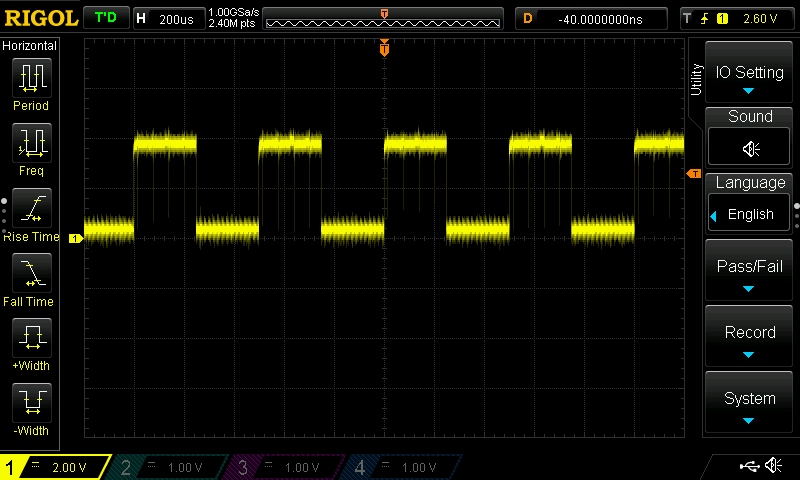 RIGOL T'D H 200us 1.00GSa/s 2.40M pts T D -40.0000000ns T 1 2.60 V
Horizontal
T
Period
Freq
Rise Time
Fall Time
+Width
-Width
1
T
Utility
IO Setting
Sound
Language
English
Pass/Fail
Record
System
1 2.00 V 2 1.00 V 3 1.00 V 4 1.00 V